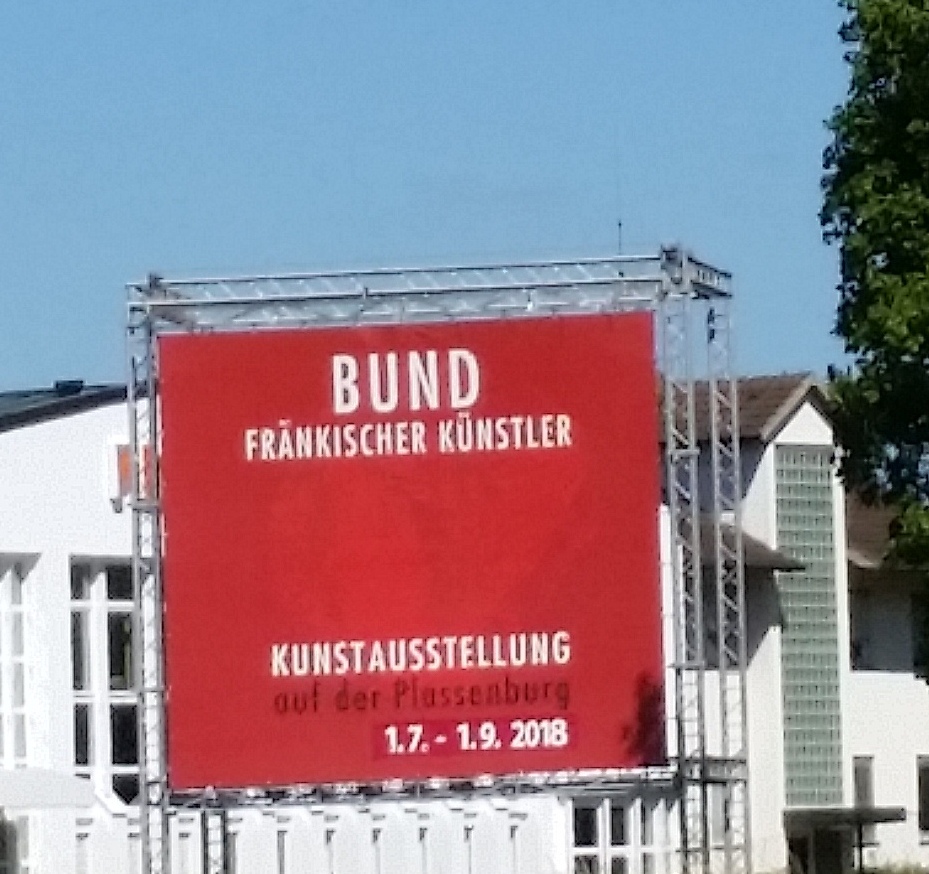 BUND
FRÄNKISCHER KÜNSTLER
KUNSTAUSSTELLUNG
auf der Plassenburg
1.7. - 1.9. 2018